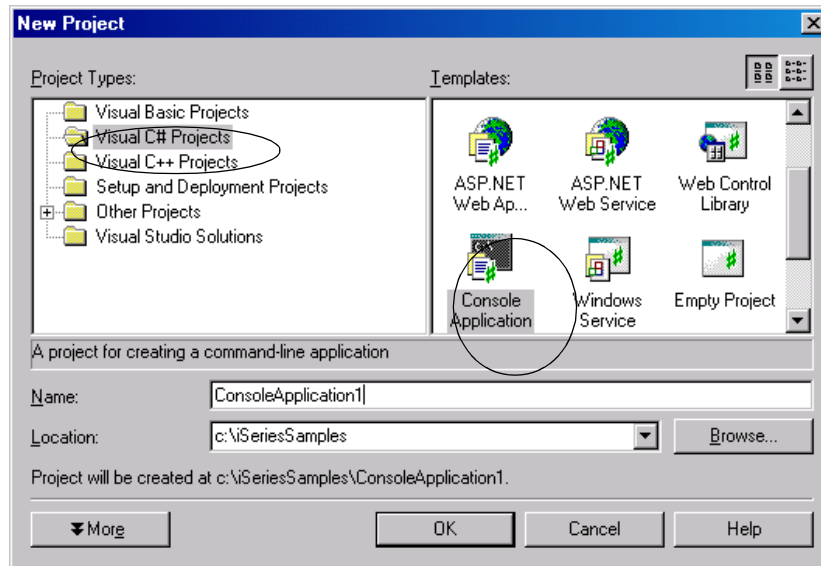 New Project
Project Types:
Templates:
Visual Basic Projects
Visual C# Projects
Visual C++ Projects
Setup and Deployment Projects
Other Projects
Visual Studio Solutions
ASP.NET Web Ap...
ASP.NET Web Service
Web Control Library
Console Application
Windows Service
Empty Project
A project for creating a command-line application
Name:
ConsoleApplication1
Location:
c:\iSeriesSamples
Browse...
Project will be created at c:\iSeriesSamples\ConsoleApplication1.
More
OK
Cancel
Help